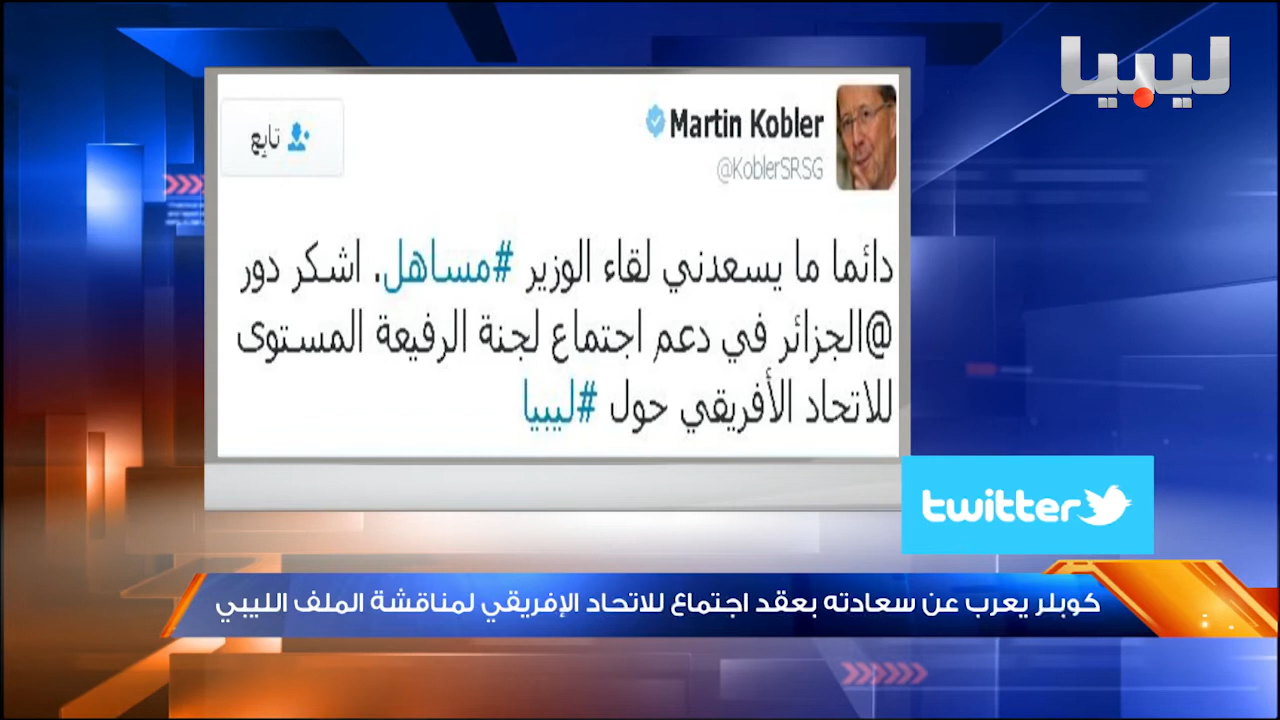 ليبيا
Martin Kobler
@KoblerSRSG
تابع
دائما ما يسعدني لقاء الوزير #مساهل. اشكر دور
@الجزائر في دعم اجتماع لجنة الرفيعة المستوى
للاتحاد الأفريقي حول #ليبيا
twitter
كوبلر يعرب عن سعادته بعقد اجتماع للاتحاد الإفريقي لمناقشة الملف الليبي